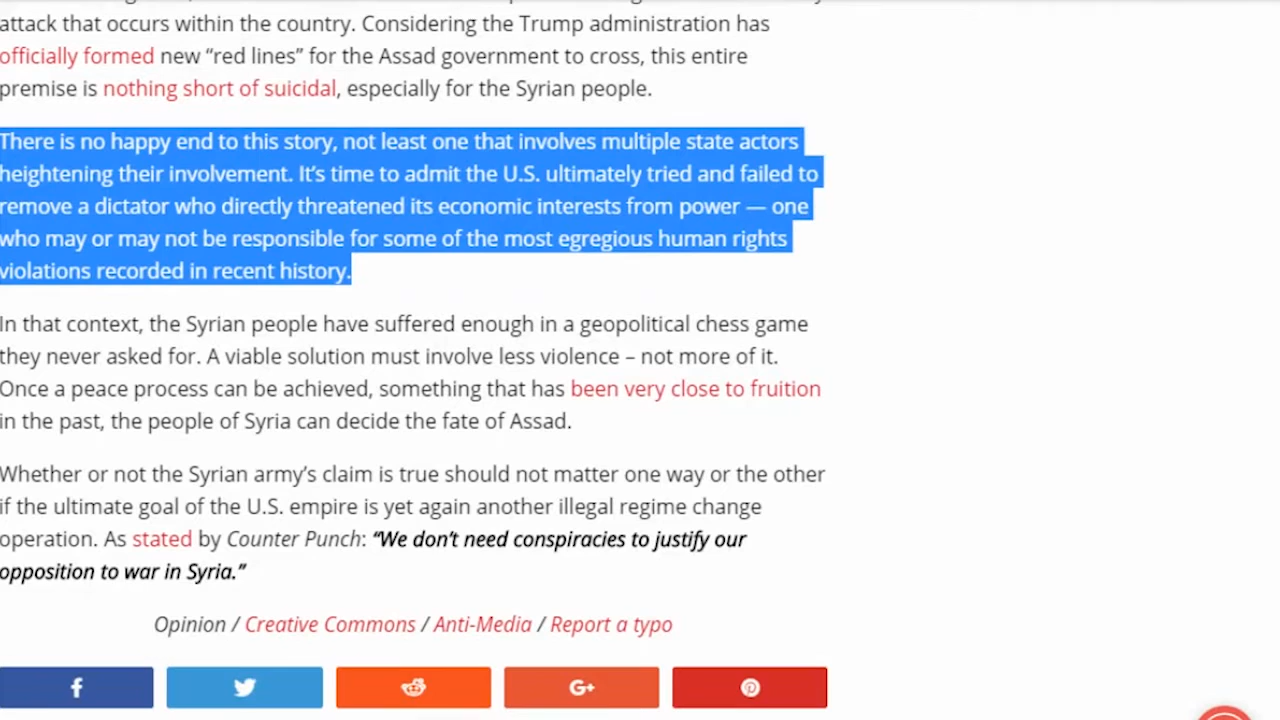 attack that occurs within the country. Considering the Trump administration has
officially formed new “red lines” for the Assad government to cross, this entire
premise is nothing short of suicidal, especially for the Syrian people.
There is no happy end to this story, not least one that involves multiple state actors
heightening their involvement. It’s time to admit the U.S. ultimately tried and failed to
remove a dictator who directly threatened its economic interests from power — one
who may or may not be responsible for some of the most egregious human rights
violations recorded in recent history.
In that context, the Syrian people have suffered enough in a geopolitical chess game
they never asked for. A viable solution must involve less violence – not more of it.
Once a peace process can be achieved, something that has been very close to fruition
in the past, the people of Syria can decide the fate of Assad.
Whether or not the Syrian army’s claim is true should not matter one way or the other
if the ultimate goal of the U.S. empire is yet again another illegal regime change
operation. As stated by Counter Punch: “We don’t need conspiracies to justify our
opposition to war in Syria.”
Opinion / Creative Commons / Anti-Media / Report a typo
f G+